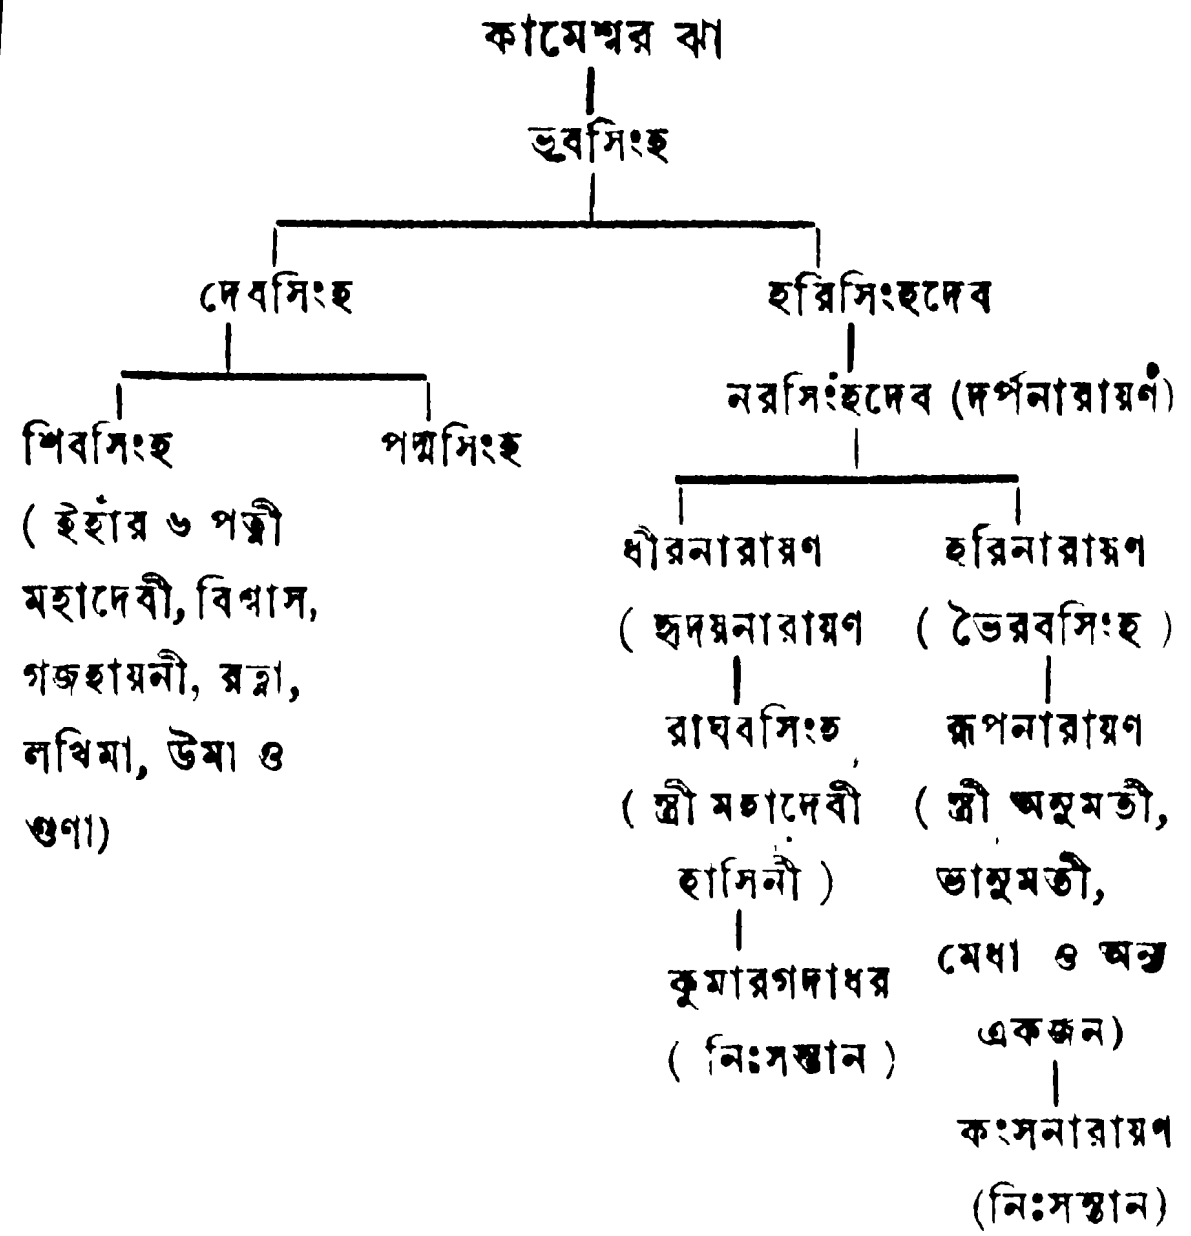 কামেশ্বর ঝা
ভুবসিংহ
দেবসিংহ
হরিসিংহদেব
নরসিংহদেব (দর্পনারায়ণ)
শিবসিংহ
পদ্মসিংহ
( ইহাঁর ৬ পত্নী
মহাদেবী, বিশ্বাস,
গজহায়নী, রত্না,
লখিমা, উমা ও
গুণা)
ধীরনারায়ণ
( হৃদয়নারায়ণ
রাঘবসিংহ
( স্ত্রী মহাদেবী
হাসিনী )
কুমারগদাধর
( নিঃসন্তান )
হরিনারায়ণ
( ভৈরবসিংহ )
রূপনারায়ণ
( স্ত্রী অনুমতী,
ভানুমতী,
মেধা ও অন্য
একজন)
কংসনারায়ণ
(নিঃসন্তান)